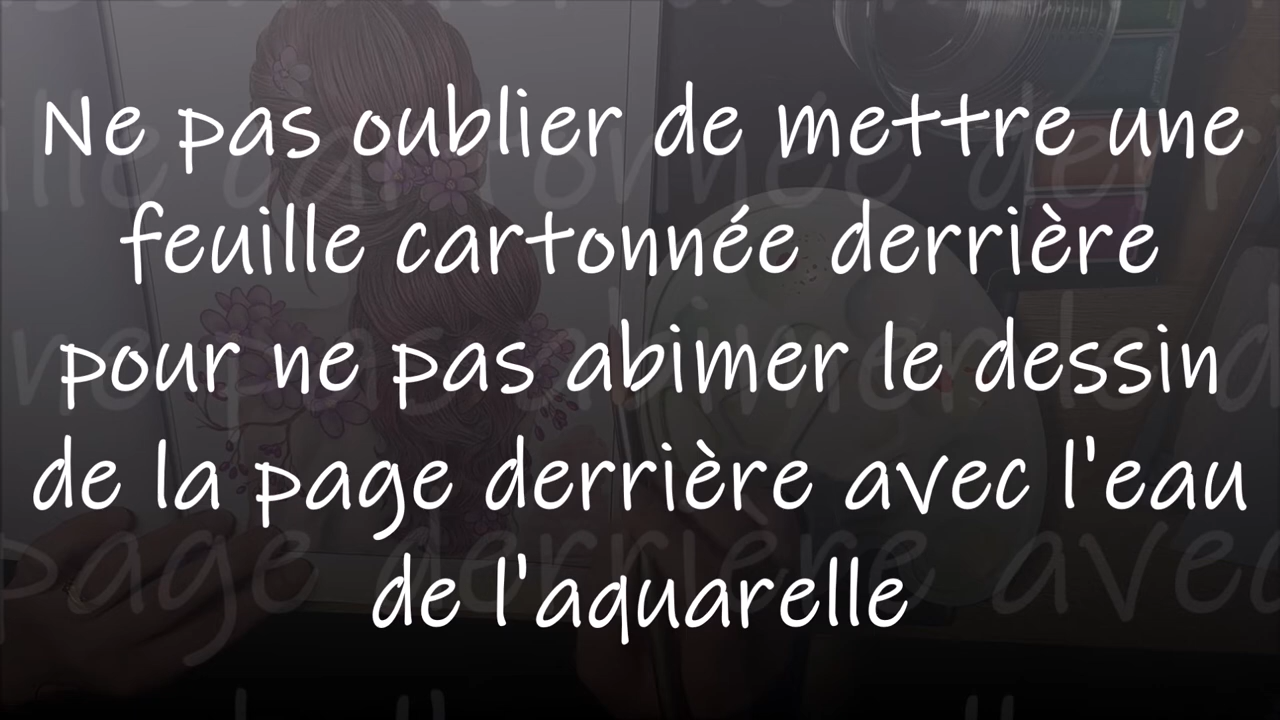 Ne pas oublier de mettre une
feuille cartonnée derrière
pour ne pas abimer le dessin
de la page derrière avec l'eau
de l'aquarelle